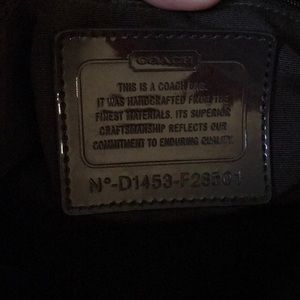 COACH
THIS IS A COACH BAG.
IT WAS HANDCRAFTED FROM THE
FINEST MATERIALS. ITS SUPERIOR
CRAFTSMANSHIP REFLECTS OUR
COMMITMENT TO ENDURING QUALITY.
Nº-D1453-F23561